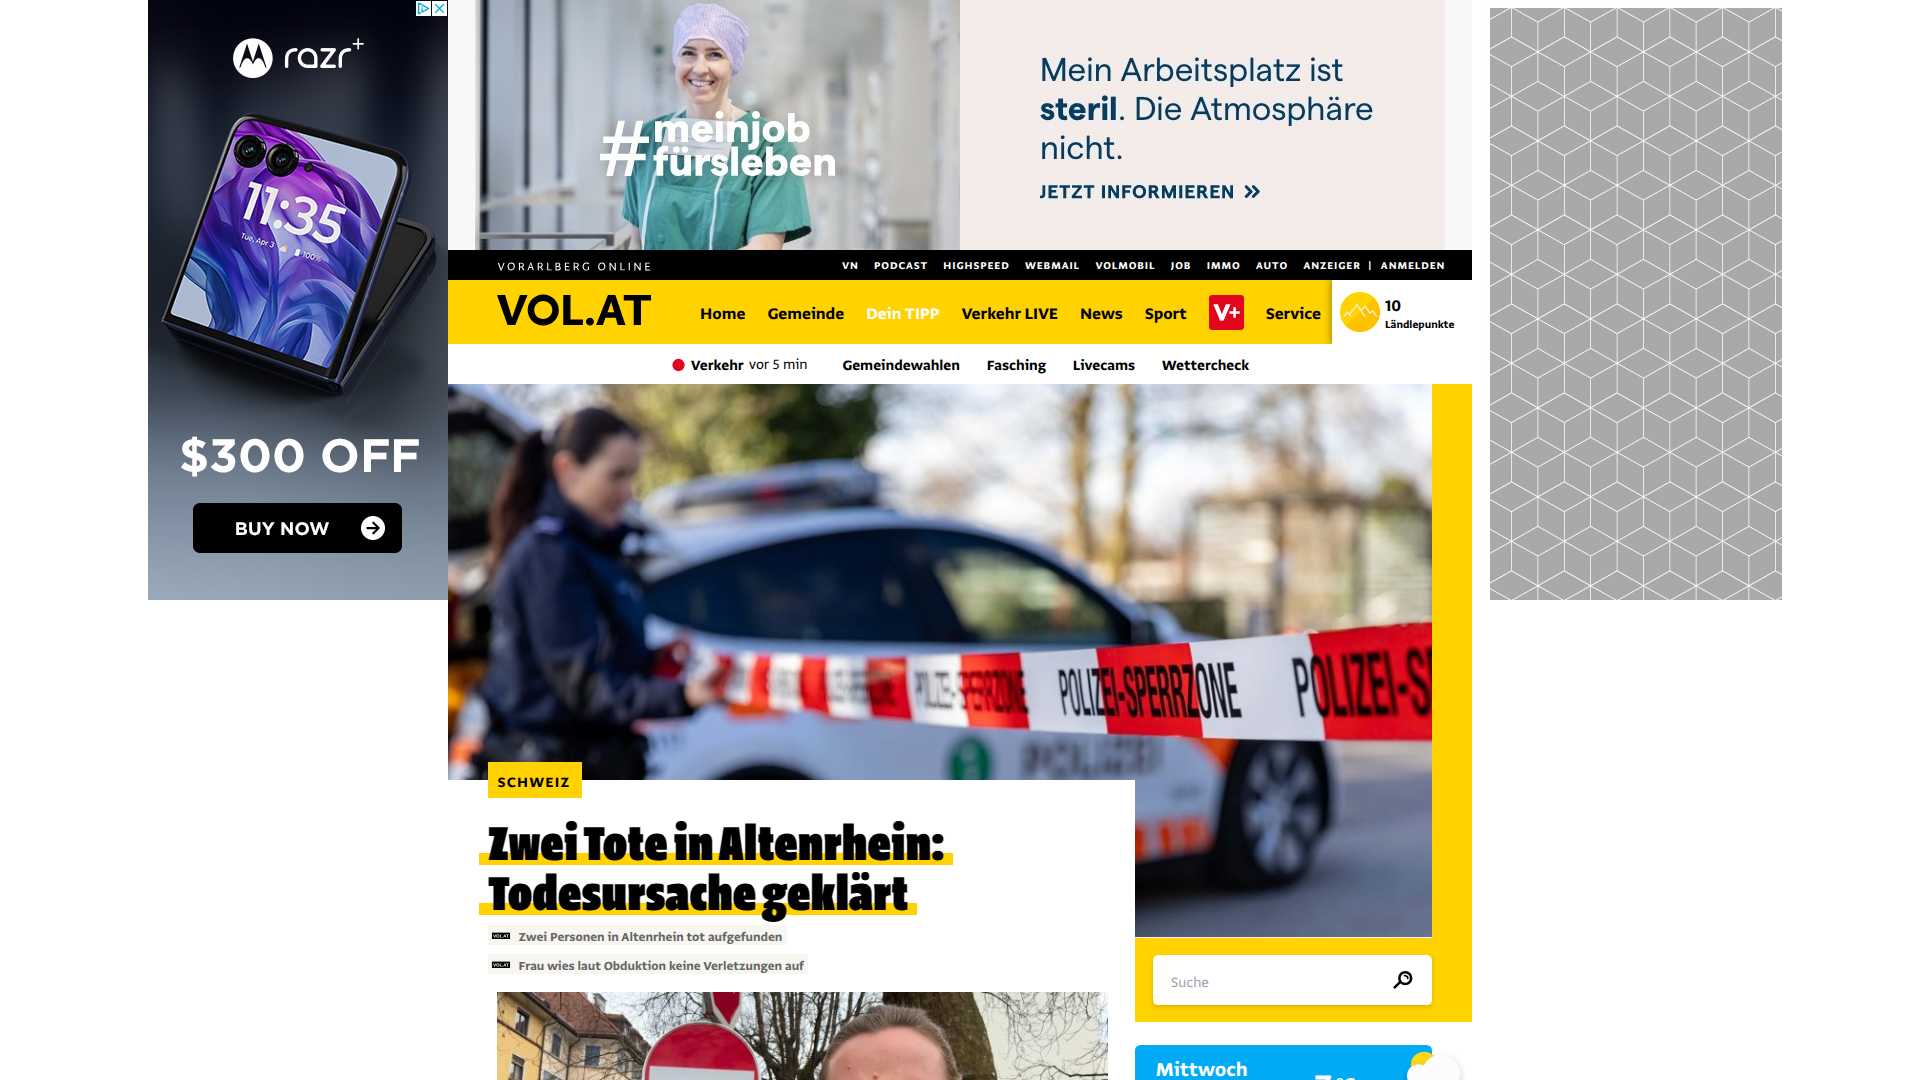 razr+
11:35
Tue, Apr 3
100%
$300 OFF
BUY NOW
#meinjob
fürsleben
Mein Arbeitsplatz ist
steril. Die Atmosphäre
nicht.
JETZT INFORMIEREN
VORARLBERG ONLINE
VN PODCAST HIGHSPEED WEBMAIL VOLMOBIL JOB IMMO AUTO ANZEIGER | ANMELDEN
VOL.AT
Home Gemeinde Dein TIPP Verkehr LIVE News Sport V+ Service
10
Ländlepunkte
Verkehr vor 5 min Gemeindewahlen Fasching Livecams Wettercheck
POLIZEI-SPERRZONE POLIZEI-SPERRZONE POLIZEI-S
POLIZEI
SCHWEIZ
Zwei Tote in Altenrhein:
Todesursache geklärt
VOL.AT Zwei Personen in Altenrhein tot aufgefunden
VOL.AT Frau wies laut Obduktion keine Verletzungen auf
Suche
Mittwoch